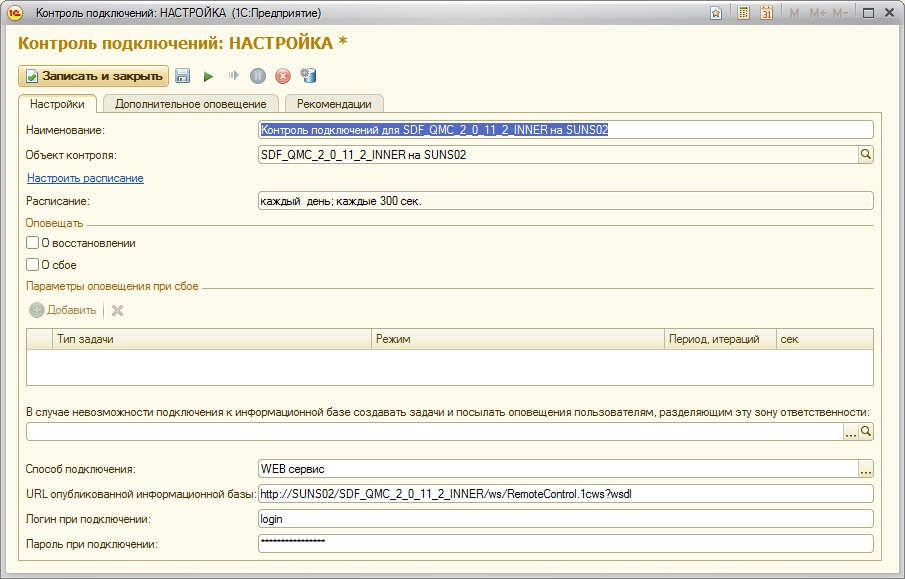 Контроль подключений: НАСТРОЙКА (1С:Предприятие)
M M+ M-
Контроль подключений: НАСТРОЙКА *
Записать и закрыть
Настройки Дополнительное оповещение Рекомендации
Наименование: Контроль подключений для SDF_QMC_2_0_11_2_INNER на SUNS02
Объект контроля: SDF_QMC_2_0_11_2_INNER на SUNS02
Настроить расписание
Расписание: каждый день; каждые 300 сек.
Оповещать
О восстановлении
О сбое
Параметры оповещения при сбое
Добавить
Тип задачи Режим Период, итераций сек
В случае невозможности подключения к информационной базе создавать задачи и посылать оповещения пользователям, разделяющим эту зону ответственности:
...
Способ подключения: WEB сервис ...
URL опубликованной информационной базы: http://SUNS02/SDF_QMC_2_0_11_2_INNER/ws/RemoteControl.1cws?wsdl
Логин при подключении: login
Пароль при подключении: ****************